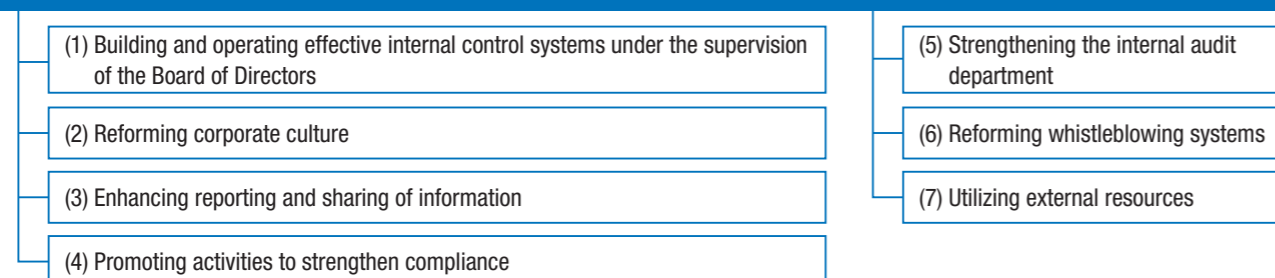 (1) Building and operating effective internal control systems under the supervision
of the Board of Directors
(2) Reforming corporate culture
(3) Enhancing reporting and sharing of information
(4) Promoting activities to strengthen compliance
(5) Strengthening the internal audit
department
(6) Reforming whistleblowing systems
(7) Utilizing external resources